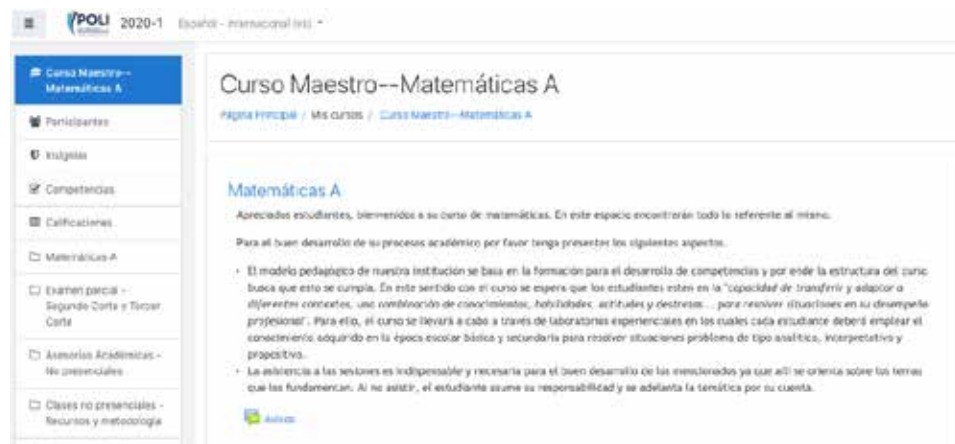 POLI 2020-1 Español - Internacional (es)
Curso Maestro--
Matemáticas A
Participantes
Insignias
Competencias
Calificaciones
Matemáticas A
Examen parcial -
Segundo Corte y Tercer
Corte
Asesorías Académicas -
No presenciales
Clases no presenciales -
Recursos y metodología
Curso Maestro--Matemáticas A
Página Principal / Mis cursos / Curso Maestro--Matemáticas A
Matemáticas A
Apreciados estudiantes, bienvenidos a su curso de matemáticas. En este espacio encontrarán todo lo referente al mismo.
Para el buen desarrollo de su procesos académico por favor tenga presentes los siguientes aspectos.
• El modelo pedagógico de nuestra institución se basa en la formación para el desarrollo de competencias y por ende la estructura del curso
busca que esto se cumpla. En este sentido con el curso se espera que los estudiantes esten en la "capacidad de transferir y adaptar a
diferentes contextos, una combinación de conocimientos, habilidades, actitudes y destrezas... para resolver situaciones en su desempeño
profesional". Para ello, el curso se llevará a cabo a través de laboratorios experienciales en los cuales cada estudiante deberá emplear el
conocimiento adquirido en la época escolar básica y secundaria para resolver situaciones problema de tipo analítico, interpretativo y
propositivo.
• La asistencia a las sesiones es indispensable y necesaria para el buen desarrollo de los mencionados ya que allí se orienta sobre los temas
que los fundamentan. Al no asistir, el estudiante asume su responsabilidad y se adelanta la temática por su cuenta.
Avisos